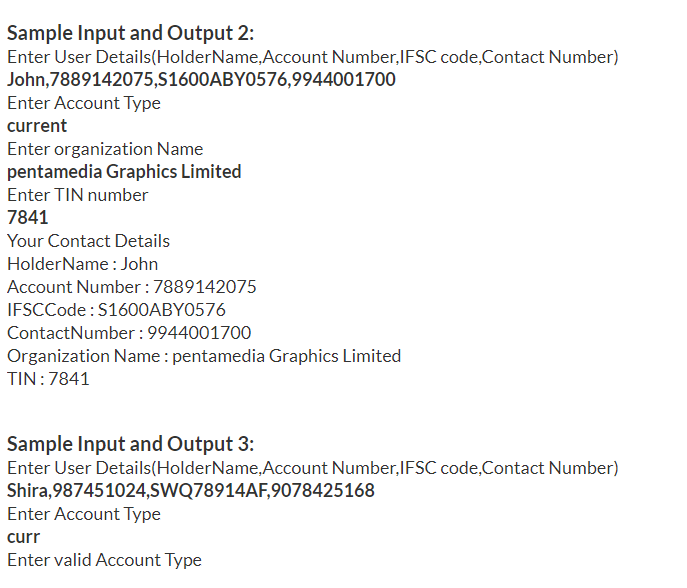 Sample Input and Output 2:
Enter User Details(HolderName,Account Number,IFSC code,Contact Number)
John,7889142075,S1600ABY0576,9944001700
Enter Account Type
current
Enter organization Name
pentamedia Graphics Limited
Enter TIN number
7841
Your Contact Details
HolderName : John
Account Number : 7889142075
IFSCCode : S1600ABY0576
ContactNumber : 9944001700
Organization Name : pentamedia Graphics Limited
TIN : 7841
Sample Input and Output 3:
Enter User Details(HolderName,Account Number,IFSC code,Contact Number)
Shira,987451024,SWQ78914AF,9078425168
Enter Account Type
curr
Enter valid Account Type